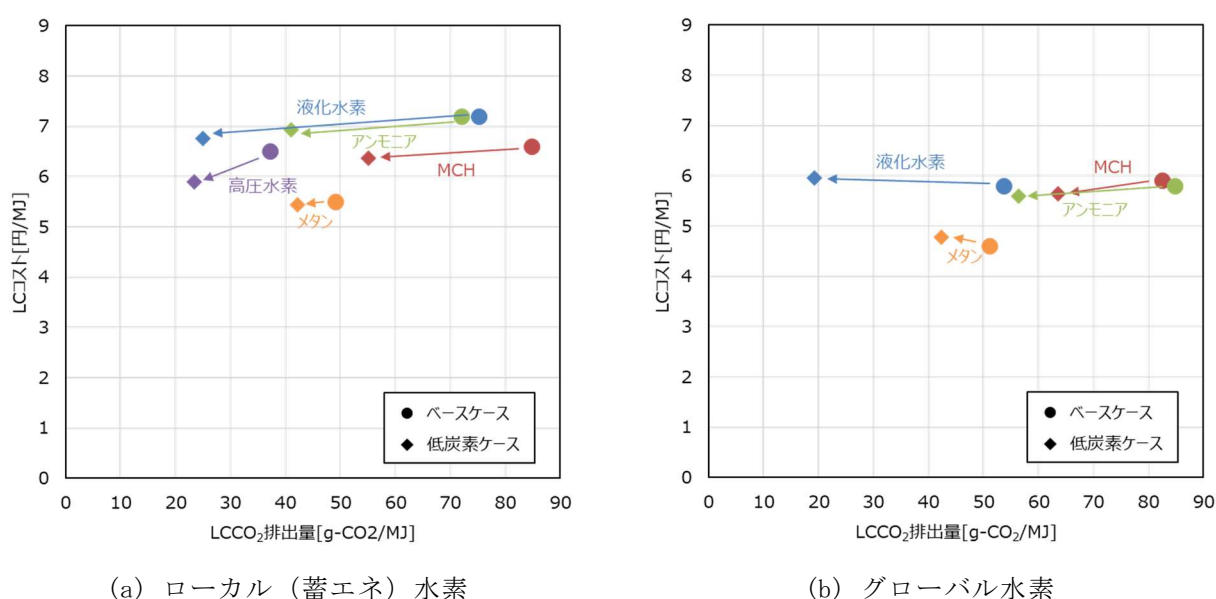 9
8
7
6
5
4
3
2
1
0
LCコスト[円/MJ]
液化水素
アンモニア
MCH
高圧水素
メタン
● ベースケース
◆ 低炭素ケース
0 10 20 30 40 50 60 70 80 90
LCCO₂排出量[g-CO2/MJ]
(a) ローカル（蓄エネ）水素
9
8
7
6
5
4
3
2
1
0
LCコスト[円/MJ]
液化水素
MCH
アンモニア
メタン
● ベースケース
◆ 低炭素ケース
0 10 20 30 40 50 60 70 80 90
LCCO₂排出量[g-CO₂/MJ]
(b) グローバル水素